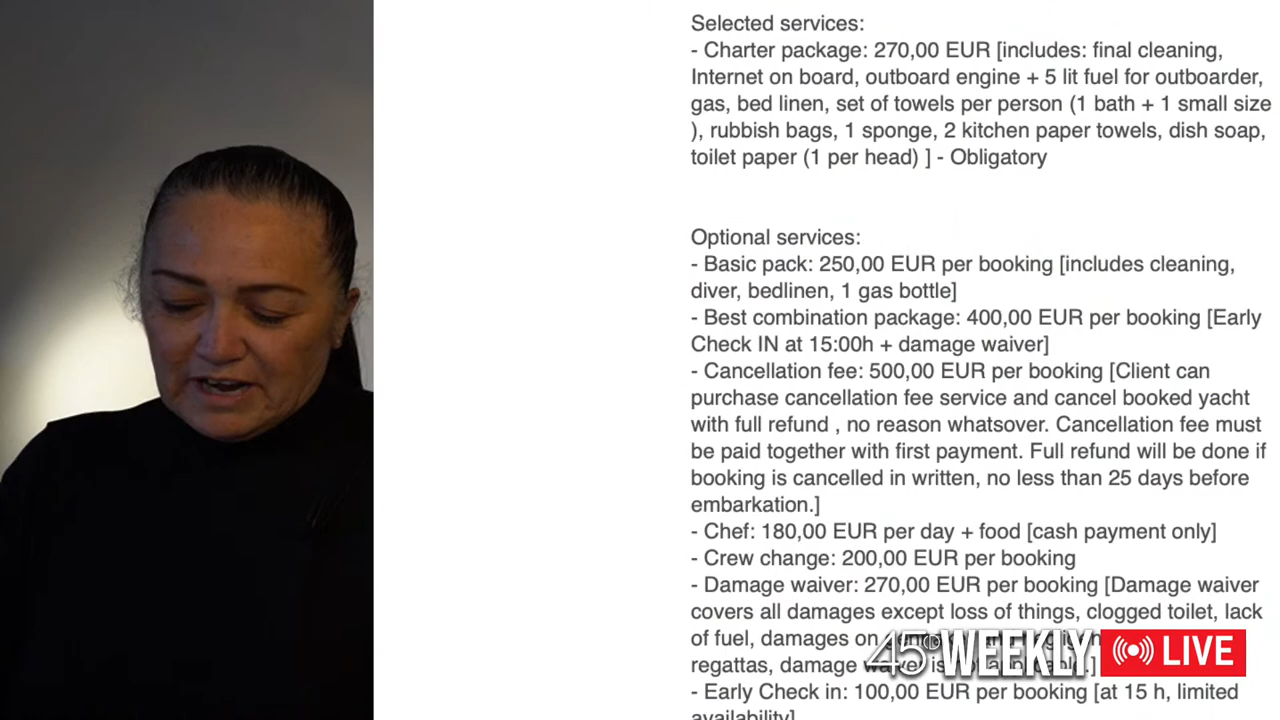 Selected services:
- Charter package: 270,00 EUR [includes: final cleaning,
Internet on board, outboard engine + 5 lit fuel for outboarder,
gas, bed linen, set of towels per person (1 bath + 1 small size
), rubbish bags, 1 sponge, 2 kitchen paper towels, dish soap,
toilet paper (1 per head) ] - Obligatory
Optional services:
- Basic pack: 250,00 EUR per booking [includes cleaning,
diver, bedlinen, 1 gas bottle]
- Best combination package: 400,00 EUR per booking [Early
Check IN at 15:00h + damage waiver]
- Cancellation fee: 500,00 EUR per booking [Client can
purchase cancellation fee service and cancel booked yacht
with full refund , no reason whatsover. Cancellation fee must
be paid together with first payment. Full refund will be done if
booking is cancelled in written, no less than 25 days before
embarkation.]
- Chef: 180,00 EUR per day + food [cash payment only]
- Crew change: 200,00 EUR per booking
- Damage waiver: 270,00 EUR per booking [Damage waiver
covers all damages except loss of things, clogged toilet, lack
of fuel, damages on
regattas, damage waiver is not applicable.]
45° WEEKLY LIVE
- Early Check in: 100,00 EUR per booking [at 15 h, limited
availability]